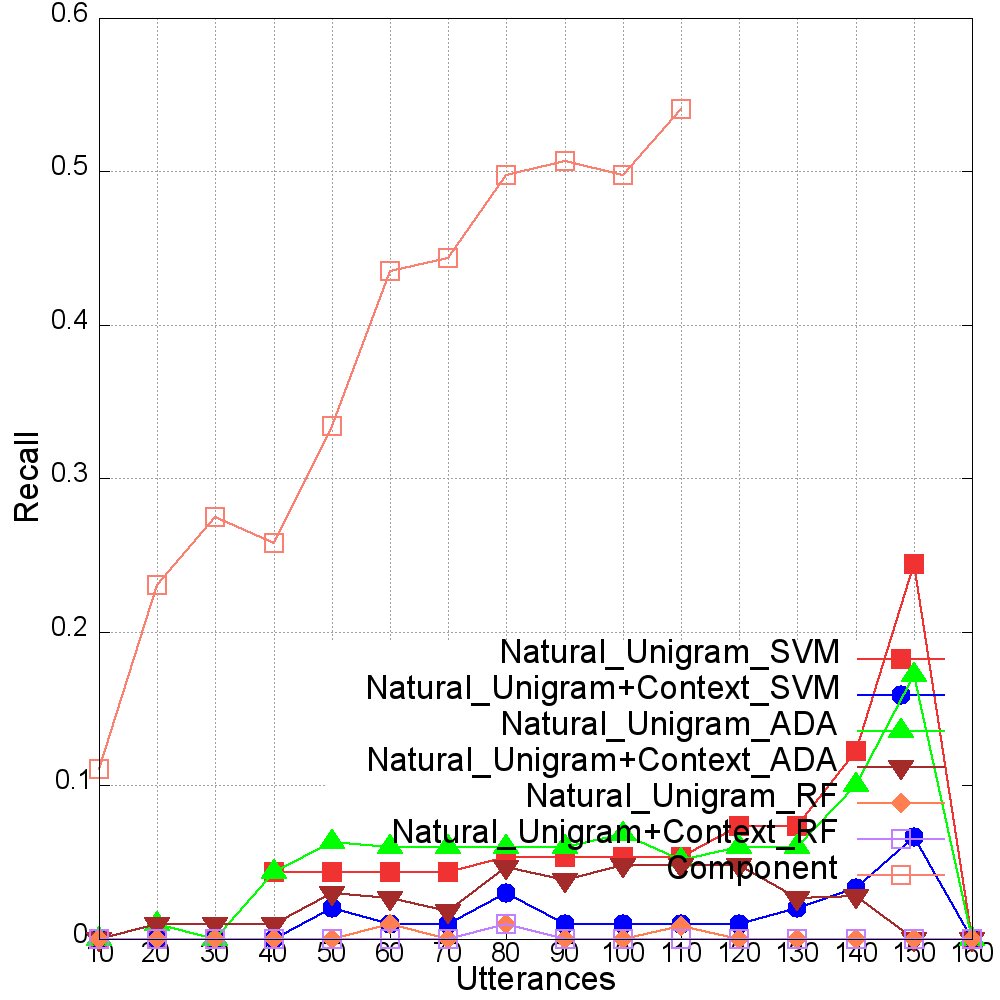 0.6
0.5
0.4
0.3
0.2
0.1
0
Recall
Natural_Unigram_SVM
Natural_Unigram+Context_SVM
Natural_Unigram_ADA
Natural_Unigram+Context_ADA
Natural_Unigram_RF
Natural_Unigram+Context_RF
Component
10 20 30 40 50 60 70 80 90 100 110 120 130 140 150 160
Utterances